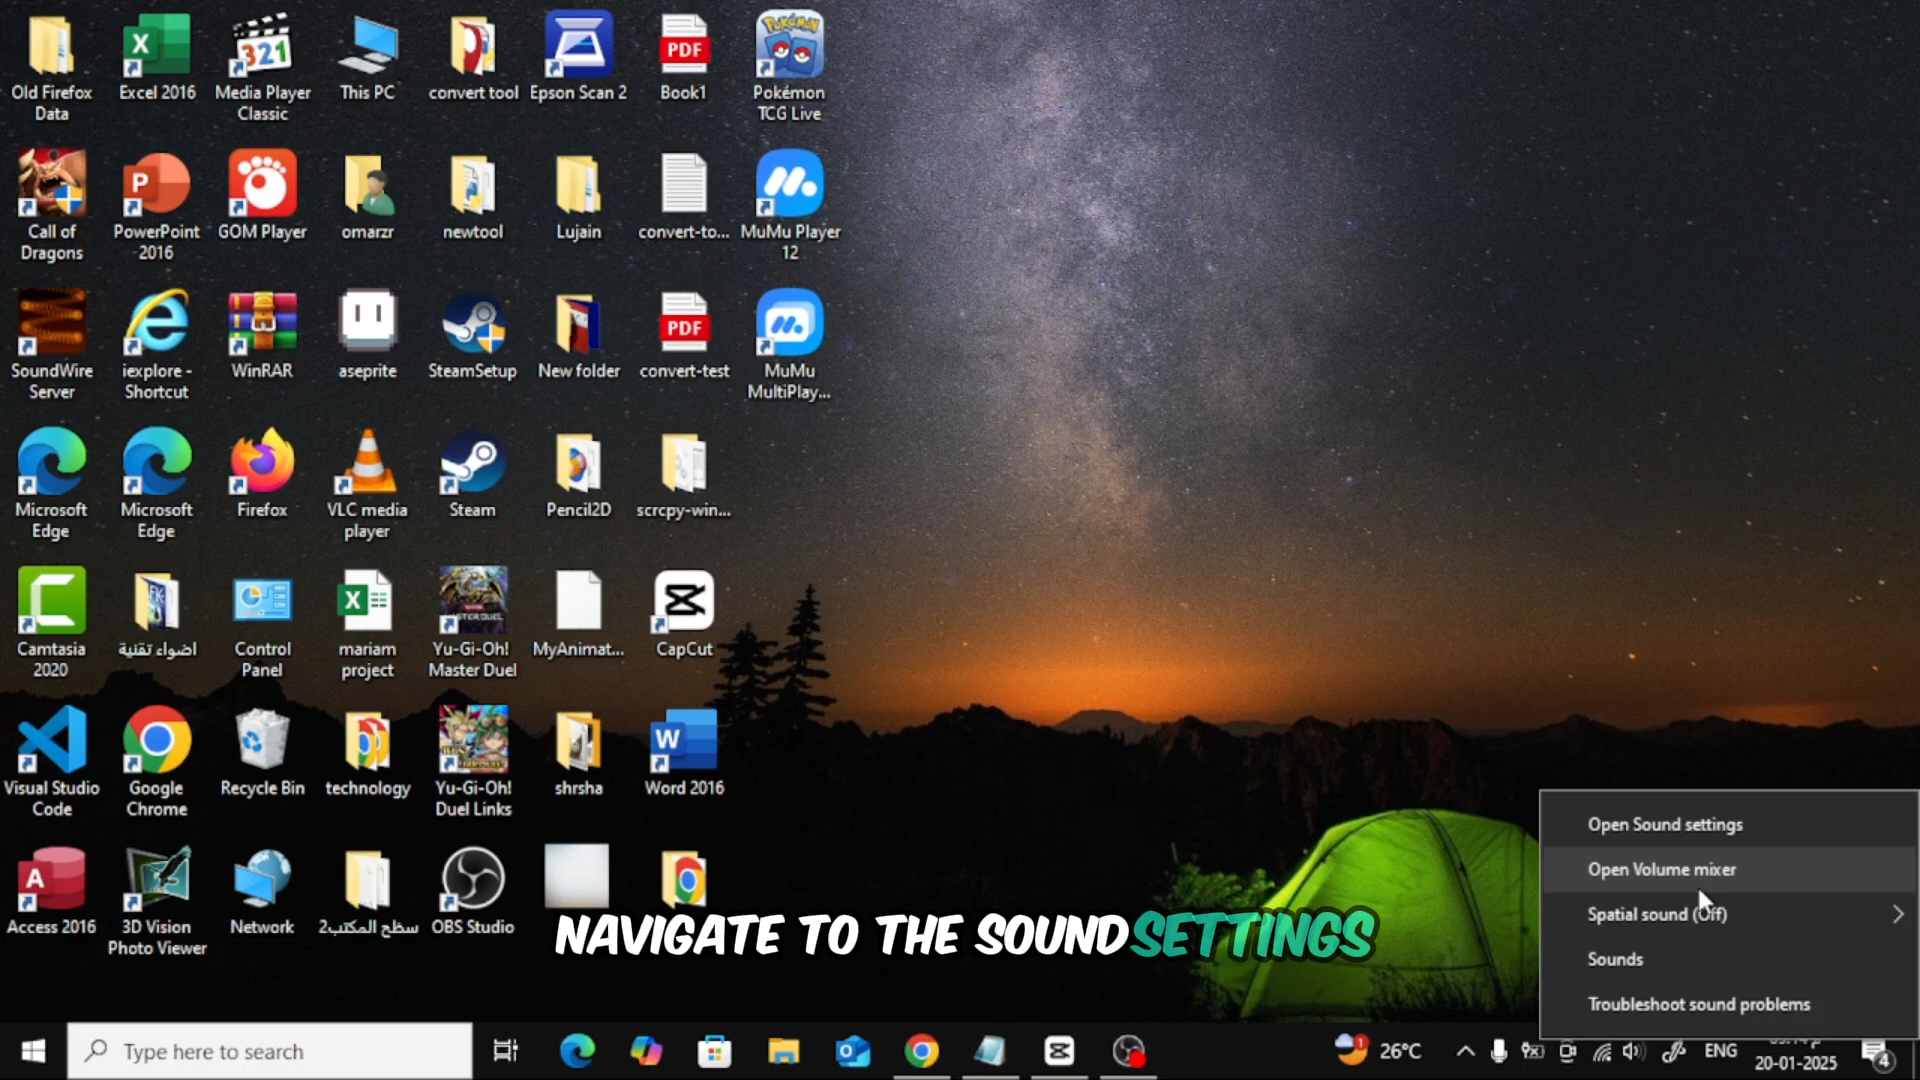 Old Firefox
Data
Excel 2016
Media Player
Classic
This PC
convert tool
Epson Scan 2
Book1
Pokémon
TCG Live
Call of
Dragons
PowerPoint
2016
GOM Player
omarzr
newtool
Lujain
convert-to...
MuMu Player
12
SoundWire
Server
iexplore -
Shortcut
WinRAR
aseprite
SteamSetup
New folder
convert-test
MuMu
MultiPlay...
Microsoft
Edge
Microsoft
Edge
Firefox
VLC media
player
Steam
Pencil2D
scrcpy-win...
Camtasia
2020
اضواء تقنية
Control
Panel
mariam
project
Yu-Gi-Oh!
Master Duel
MyAnimat...
CapCut
Visual Studio
Code
Google
Chrome
Recycle Bin
technology
Yu-Gi-Oh!
Duel Links
shrsha
Word 2016
Access 2016
3D Vision
Photo Viewer
Network
سطح المكتب2
OBS Studio
NAVIGATE TO THE SOUND SETTINGS
Open Sound settings
Open Volume mixer
Spatial sound (Off)
Sounds
Troubleshoot sound problems
Type here to search
26°C
ENG
20-01-2025
4